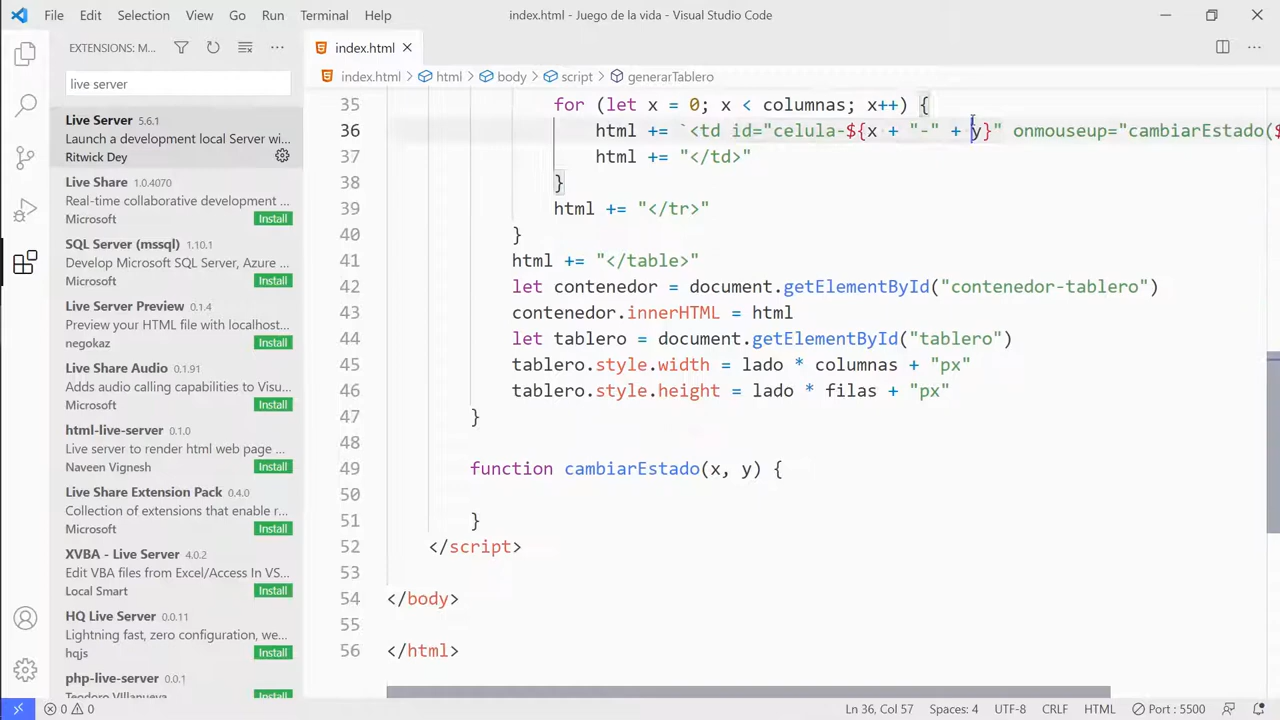 File Edit Selection View Go Run Terminal Help
index.html - Juego de la vida - Visual Studio Code
EXTENSIONS: M...
live server
Live Server 5.6.1
Launch a development local Server wi...
Ritwick Dey
Live Share 1.0.4070
Real-time collaborative development ...
Microsoft Install
SQL Server (mssql) 1.10.1
Develop Microsoft SQL Server, Azure ...
Microsoft Install
Live Server Preview 0.1.4
Preview your HTML file with localhost...
negokaz Install
Live Share Audio 0.1.91
Adds audio calling capabilities to Visu...
Microsoft Install
html-live-server 0.1.0
Live server to render html web page ...
Naveen Vignesh Install
Live Share Extension Pack 0.4.0
Collection of extensions that enable r...
Microsoft Install
XVBA - Live Server 4.0.2
Edit VBA files from Excel/Access In VS...
Local Smart Install
HQ Live Server 0.0.11
Lightning fast, zero configuration, we...
hqjs Install
php-live-server 0.0.1
Teodoro VIllanueva Install
index.html
index.html > html > body > script > generarTablero
35 for (let x = 0; x < columnas; x++) {
36 html += `<td id="celula-${x + "-" + y}" onmouseup="cambiarEstado($
37 html += "</td>"
38 }
39 html += "</tr>"
40 }
41 html += "</table>"
42 let contenedor = document.getElementById("contenedor-tablero")
43 contenedor.innerHTML = html
44 let tablero = document.getElementById("tablero")
45 tablero.style.width = lado * columnas + "px"
46 tablero.style.height = lado * filas + "px"
47 }
48
49 function cambiarEstado(x, y) {
50
51 }
52 </script>
53
54 </body>
55
56 </html>
0 0 Ln 36, Col 57 Spaces: 4 UTF-8 CRLF HTML Port : 5500